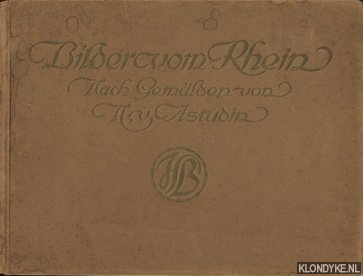 Bilder vom Rhein
Nach Gemälden von
N. v. Astudin
KLONDYKE.NL